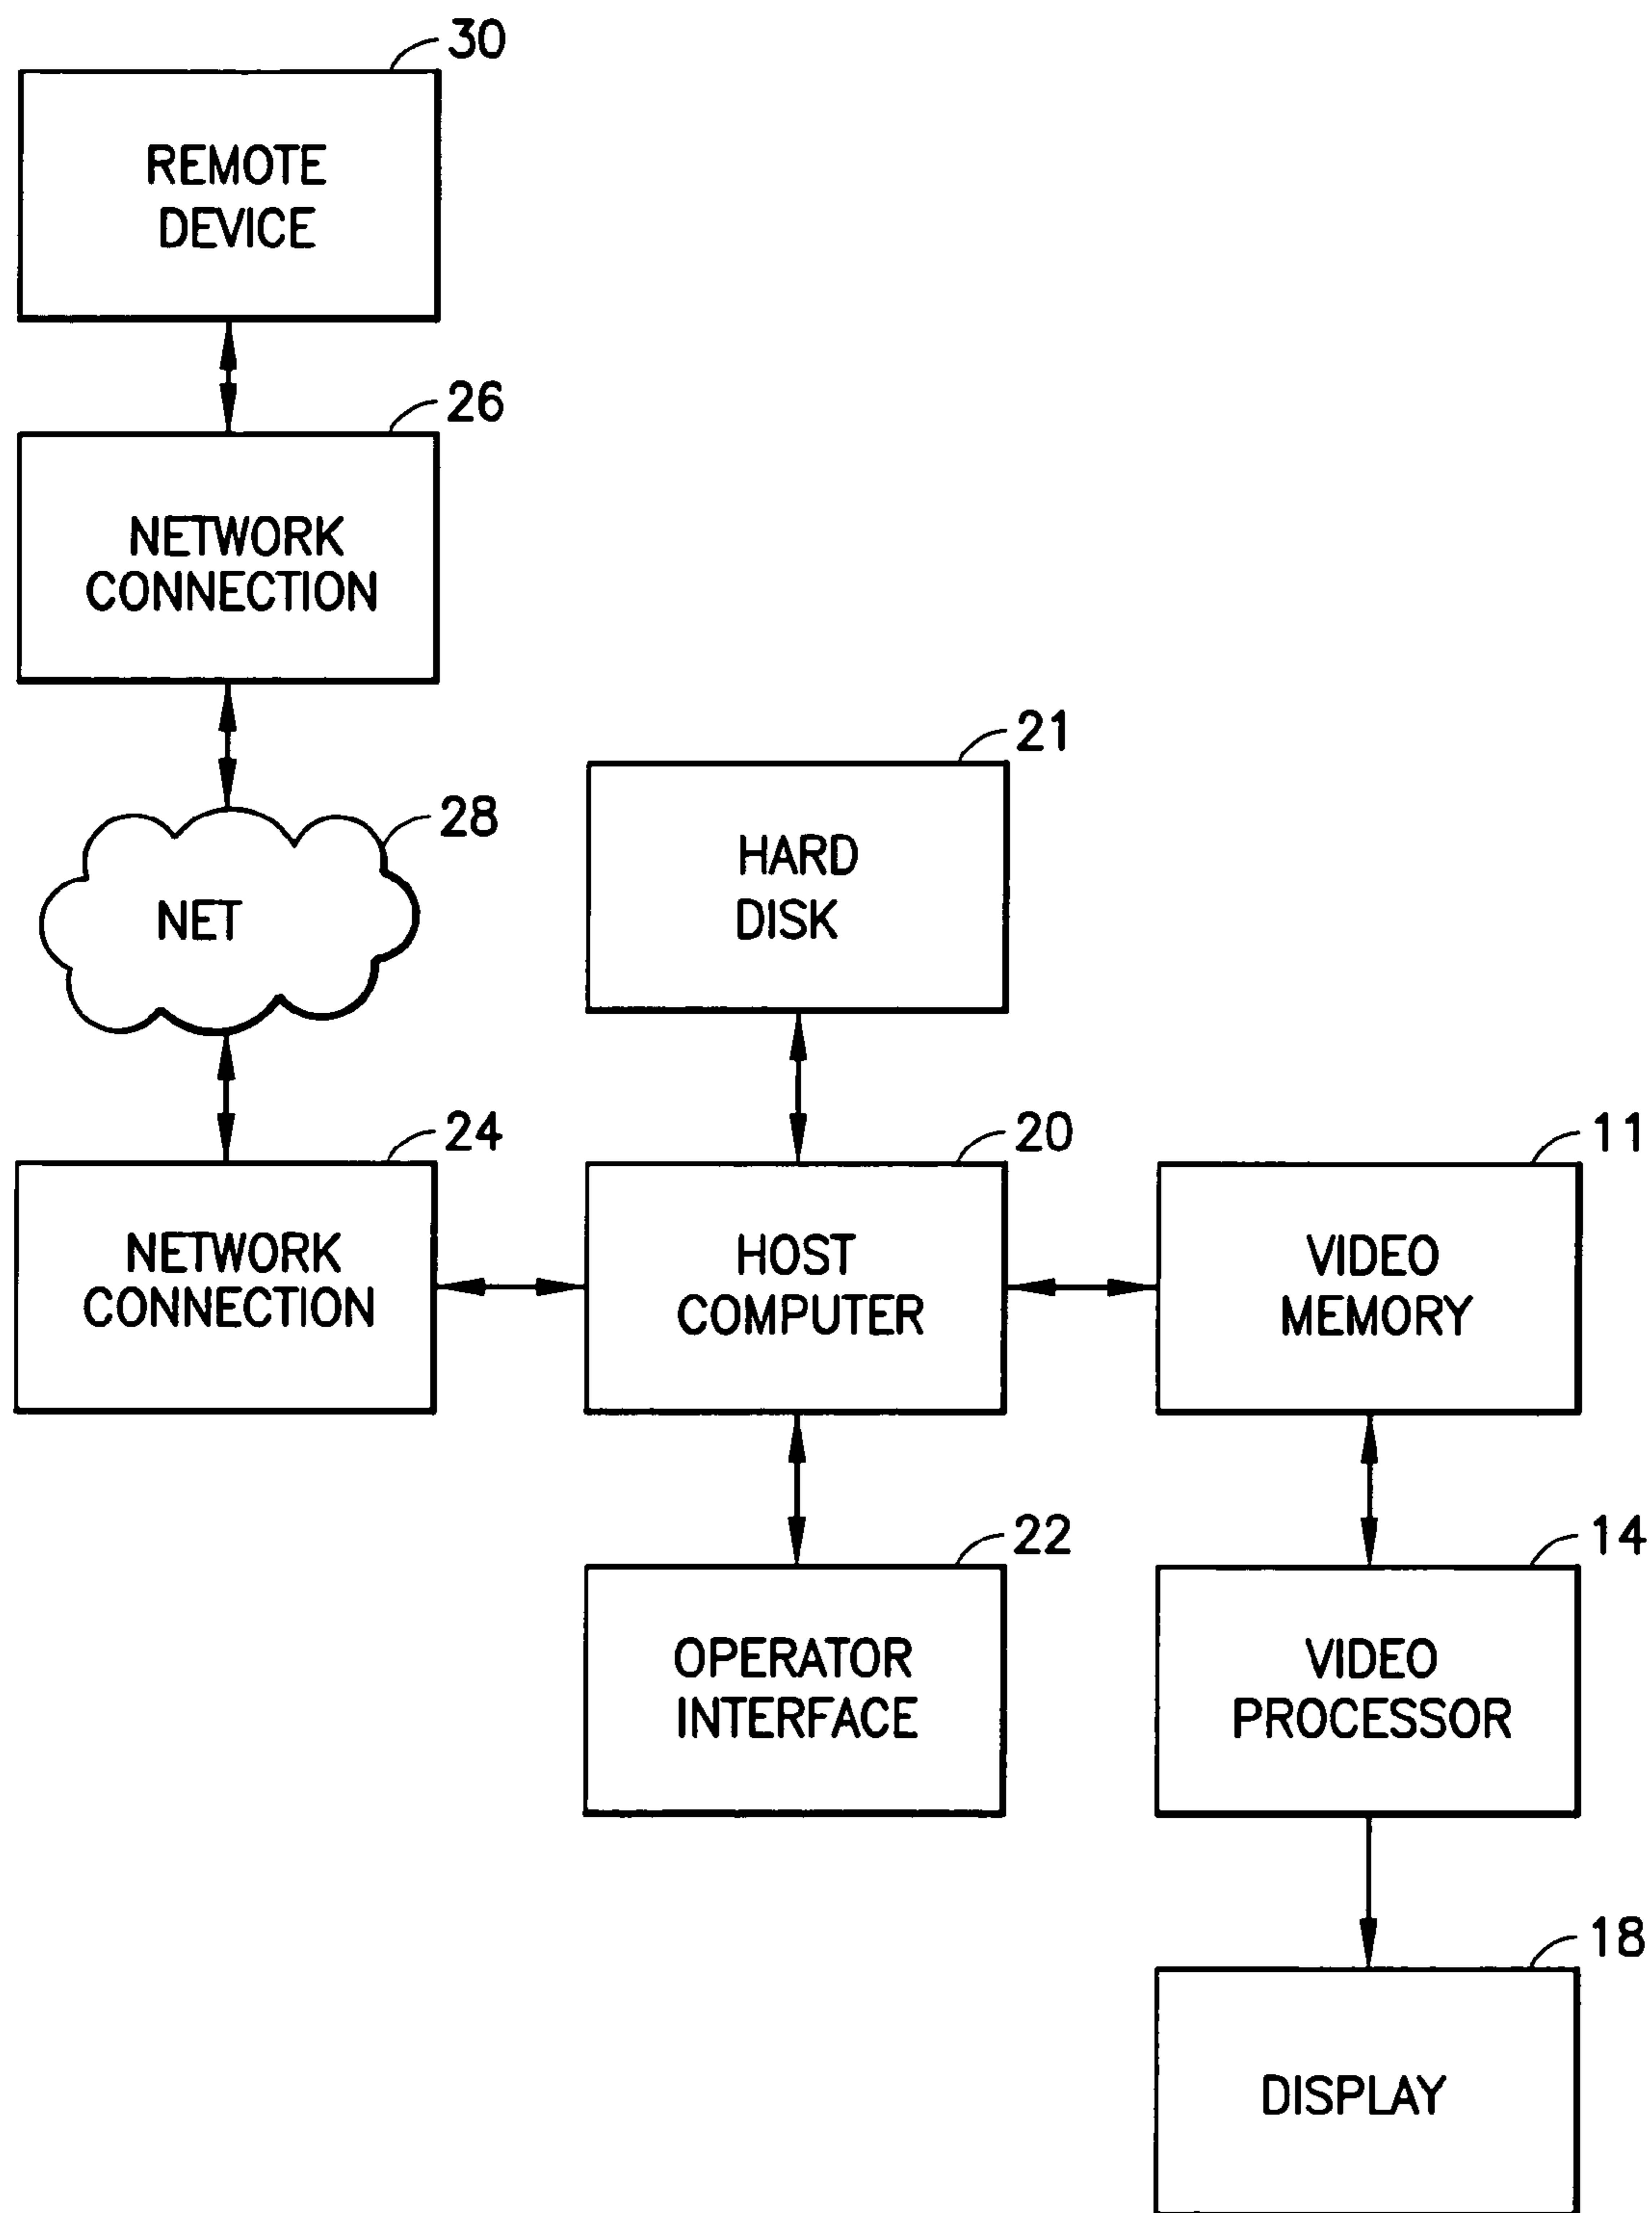 30
REMOTE
DEVICE
26
NETWORK
CONNECTION
28
NET
21
HARD
DISK
24
NETWORK
CONNECTION
20
HOST
COMPUTER
11
VIDEO
MEMORY
22
OPERATOR
INTERFACE
14
VIDEO
PROCESSOR
18
DISPLAY